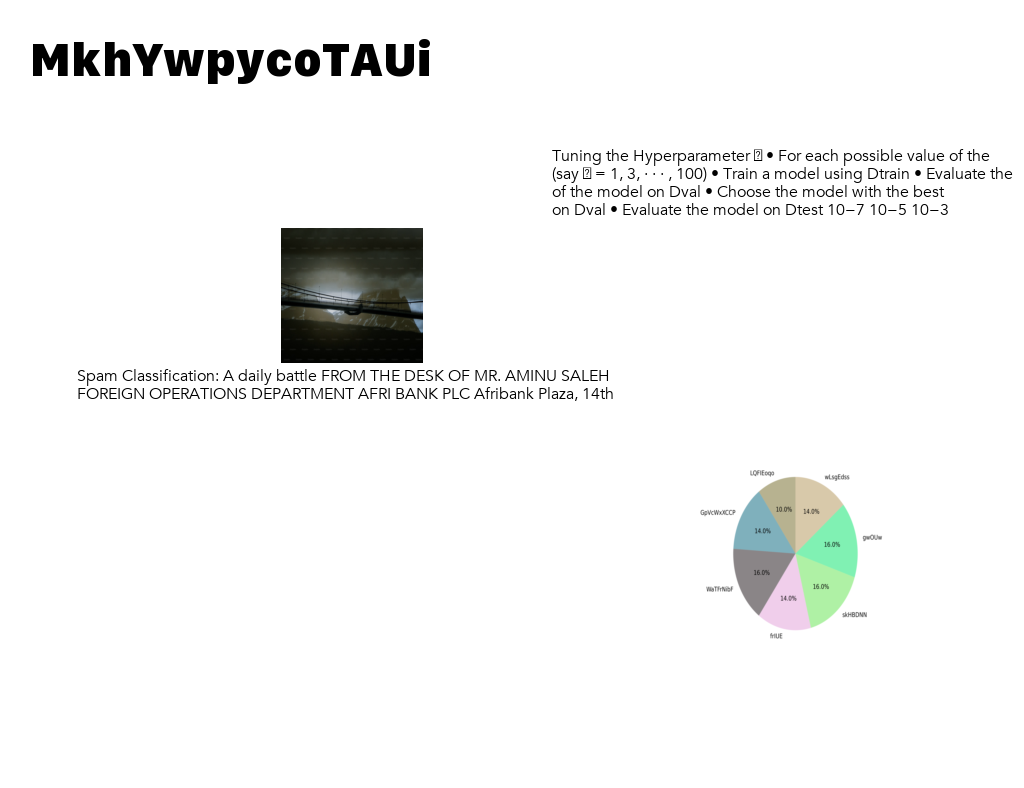 MkhYwpycoTAUi
Tuning the Hyperparameter • For each possible value of the
(say = 1, 3, · · · , 100) • Train a model using Dtrain • Evaluate the
of the model on Dval • Choose the model with the best
on Dval • Evaluate the model on Dtest 10−7 10−5 10−3
Spam Classification: A daily battle FROM THE DESK OF MR. AMINU SALEH
FOREIGN OPERATIONS DEPARTMENT AFRI BANK PLC Afribank Plaza, 14th
wLsgEdss
14.0%
gwOUw
16.0%
skHBDNN
16.0%
14.0%
16.0%
GpVcWxXCCP
14.0%
10.0%